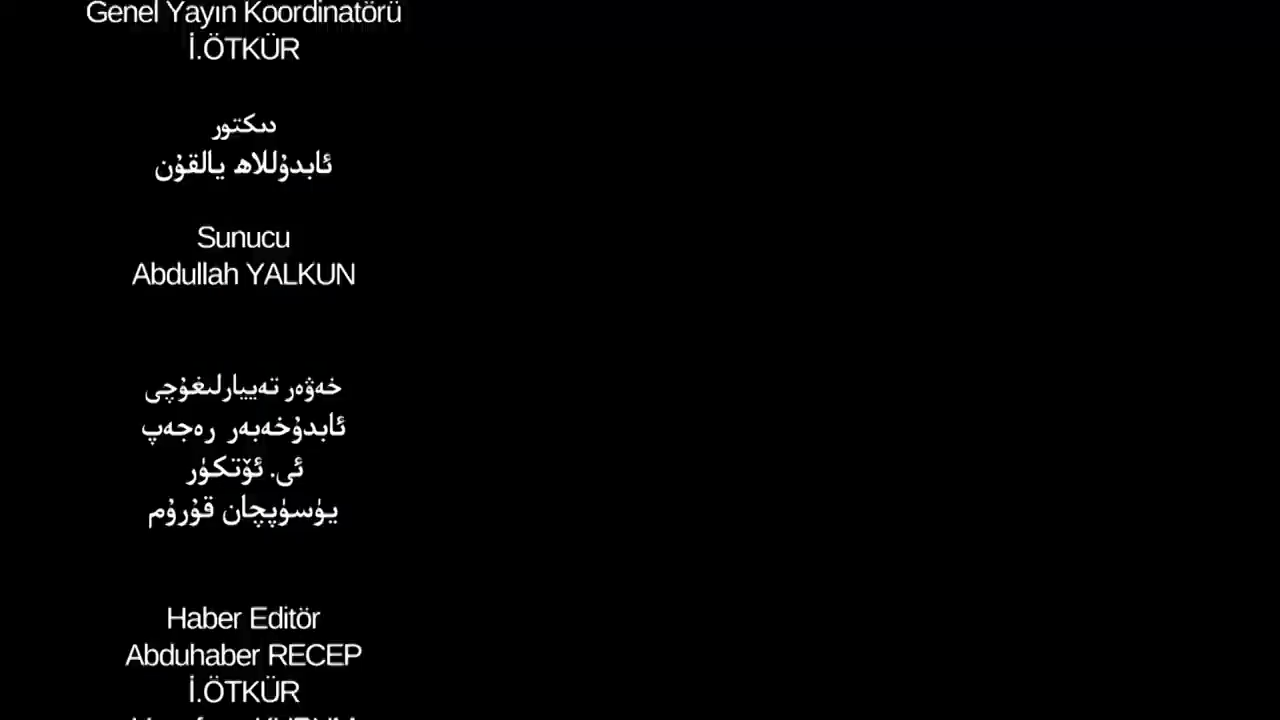 Genel Yayın Koordinatörü
İ.ÖTKÜR
دىكتور
ئابدۇللاھ يالقۇن
Sunucu
Abdullah YALKUN
خەۋەر تەييارلىغۇچى
ئابدۇخەبەر رەجەپ
ئى. ئۆتكۈر
يۈسۈپچان قۇرۇم
Haber Editör
Abduhaber RECEP
İ.ÖTKÜR